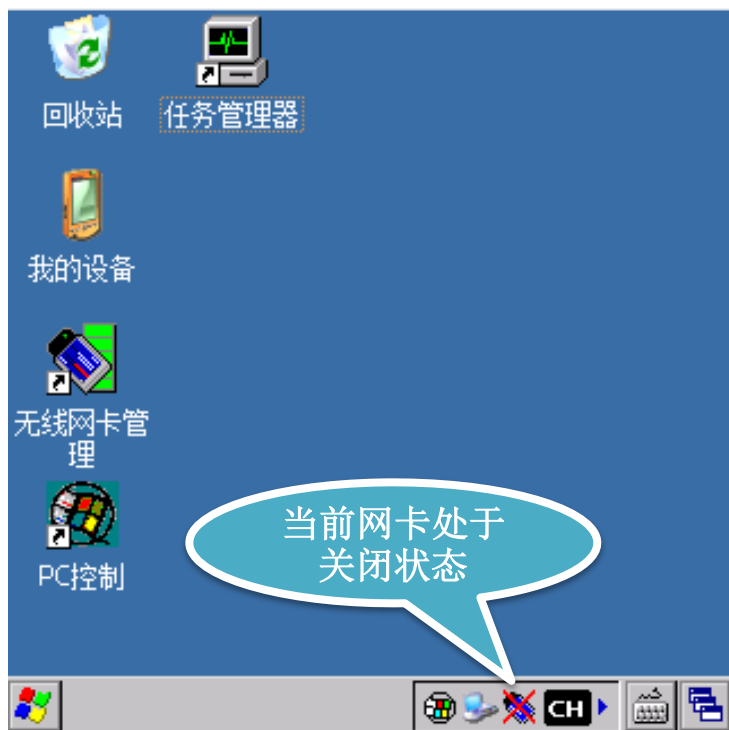 回收站
任务管理器
我的设备
无线网卡管
理
PC控制
当前网卡处于
关闭状态
CH